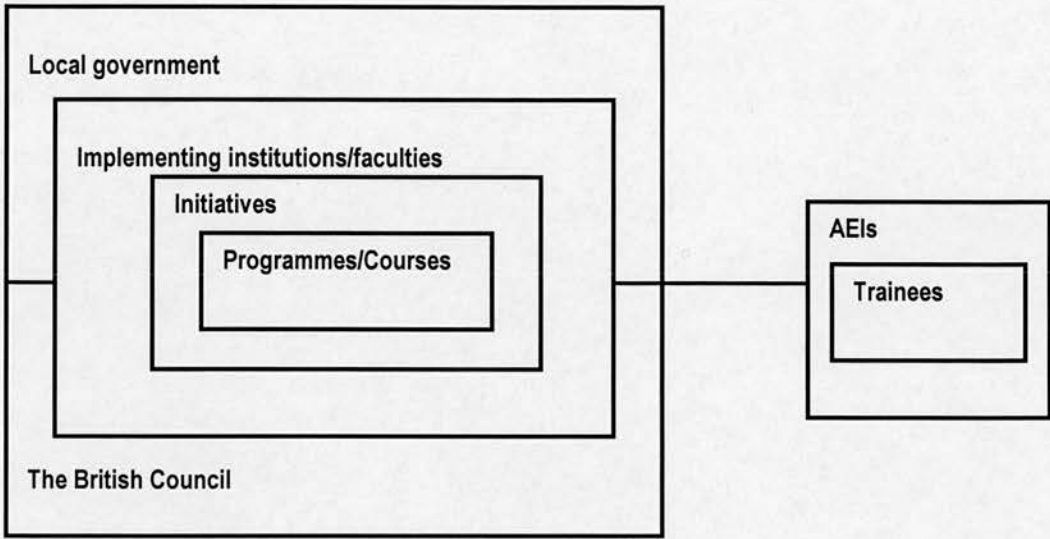 Local government
Implementing institutions/faculties
Initiatives
Programmes/Courses
AEIs
Trainees
The British Council